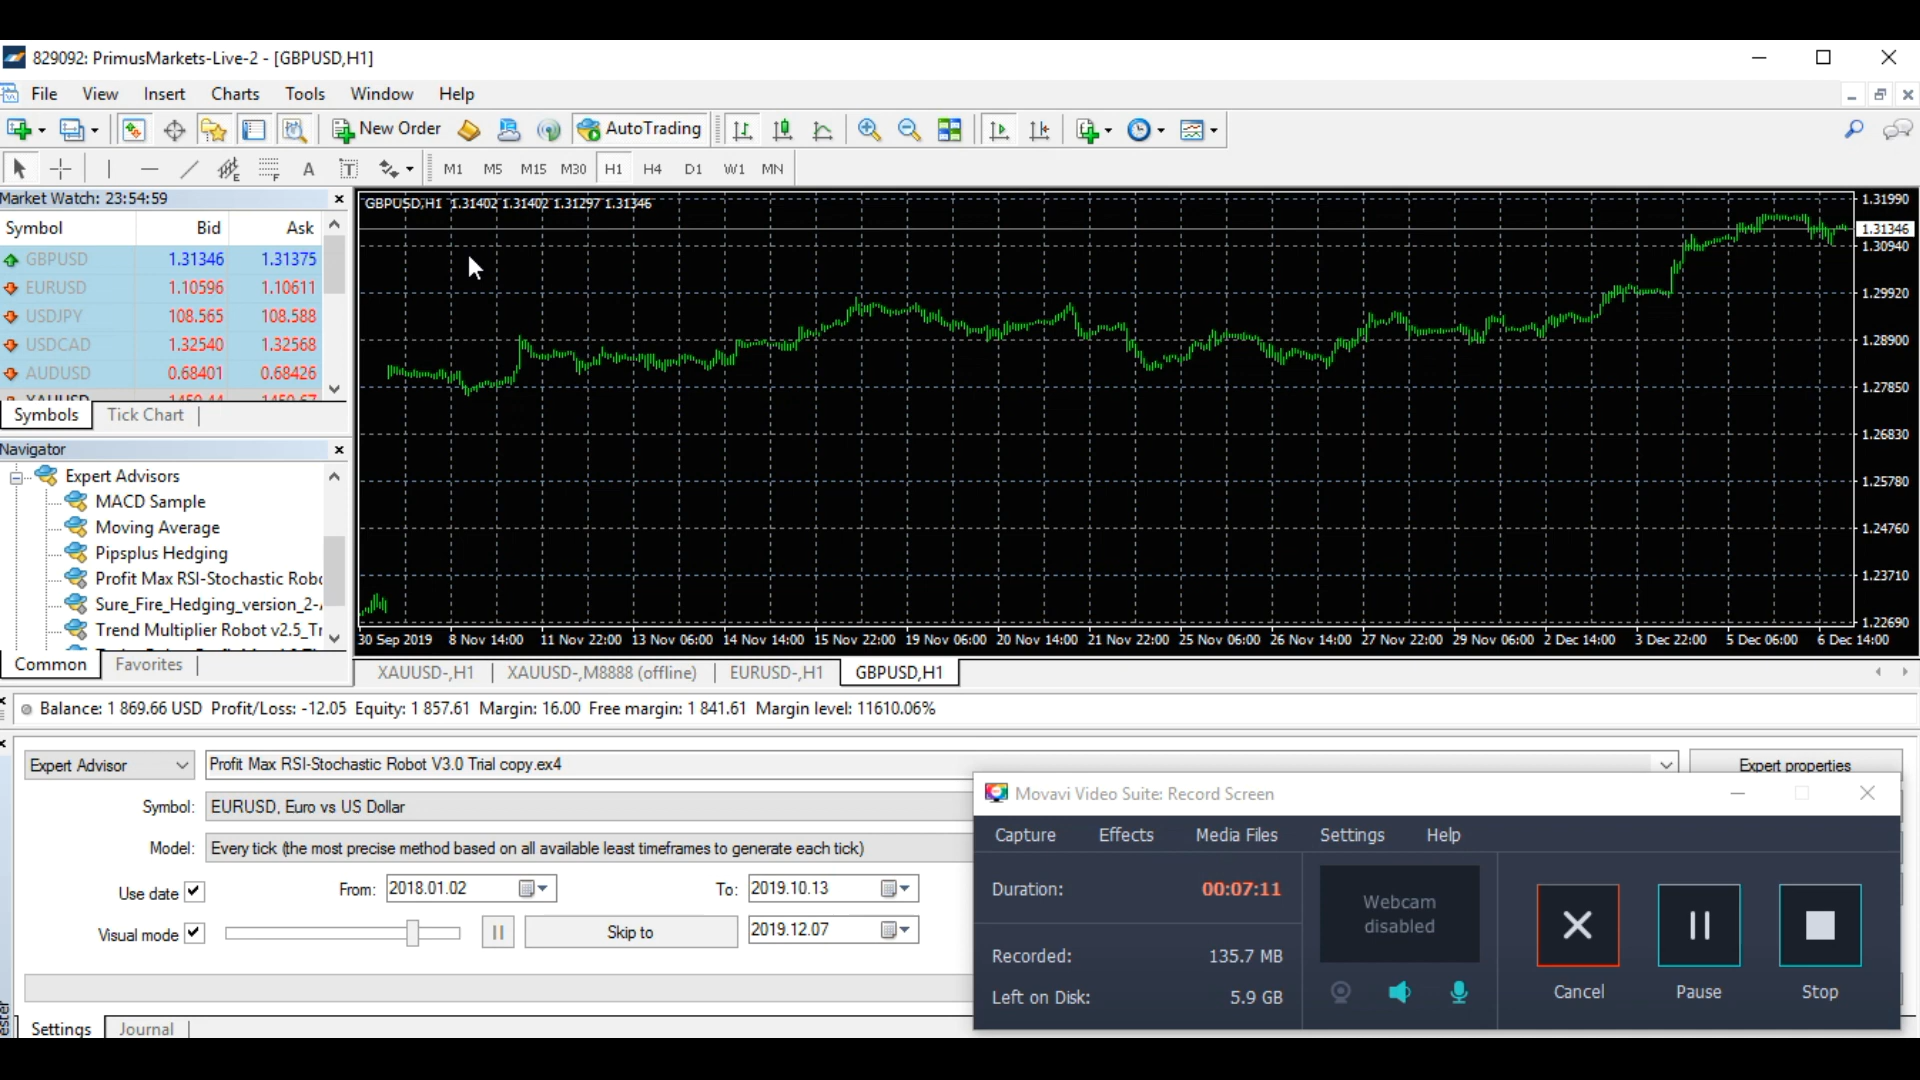 829092: PrimusMarkets-Live-2 - [GBPUSD,H1]
File View Insert Charts Tools Window Help
New Order AutoTrading
A T E F M1 M5 M15 M30 H1 H4 D1 W1 MN
Market Watch: 23:54:59
Symbol Bid Ask
GBPUSD 1.31346 1.31375
EURUSD 1.10596 1.10611
USDJPY 108.565 108.588
USDCAD 1.32540 1.32568
AUDUSD 0.68401 0.68426
Symbols Tick Chart
Navigator
Expert Advisors
MACD Sample
Moving Average
Pipsplus Hedging
Profit Max RSI-Stochastic Robo
Sure_Fire_Hedging_version_2-
Trend Multiplier Robot v2.5_Tr
Common Favorites
GBPUSD,H1 1.31402 1.31402 1.31297 1.31346
1.31990
1.31346
1.30940
1.29920
1.28900
1.27850
1.26830
1.25780
1.24760
1.23710
1.22690
30 Sep 2019 8 Nov 14:00 11 Nov 22:00 13 Nov 06:00 14 Nov 14:00 15 Nov 22:00 19 Nov 06:00 20 Nov 14:00 21 Nov 22:00 25 Nov 06:00 26 Nov 14:00 27 Nov 22:00 29 Nov 06:00 2 Dec 14:00 3 Dec 22:00 5 Dec 06:00 6 Dec 14:00
XAUUSD-,H1 XAUUSD-,M8888 (offline) EURUSD-,H1 GBPUSD,H1
Balance: 1 869.66 USD Profit/Loss: -12.05 Equity: 1 857.61 Margin: 16.00 Free margin: 1 841.61 Margin level: 11610.06%
Expert Advisor Profit Max RSI-Stochastic Robot V3.0 Trial copy.ex4 Expert properties
Symbol: EURUSD, Euro vs US Dollar
Model: Every tick (the most precise method based on all available least timeframes to generate each tick)
Use date From: 2018.01.02 To: 2019.10.13
Visual mode Skip to 2019.12.07
Settings Journal
Movavi Video Suite: Record Screen
Capture Effects Media Files Settings Help
Duration: 00:07:11
Recorded: 135.7 MB
Left on Disk: 5.9 GB
Webcam
disabled
Cancel Pause Stop